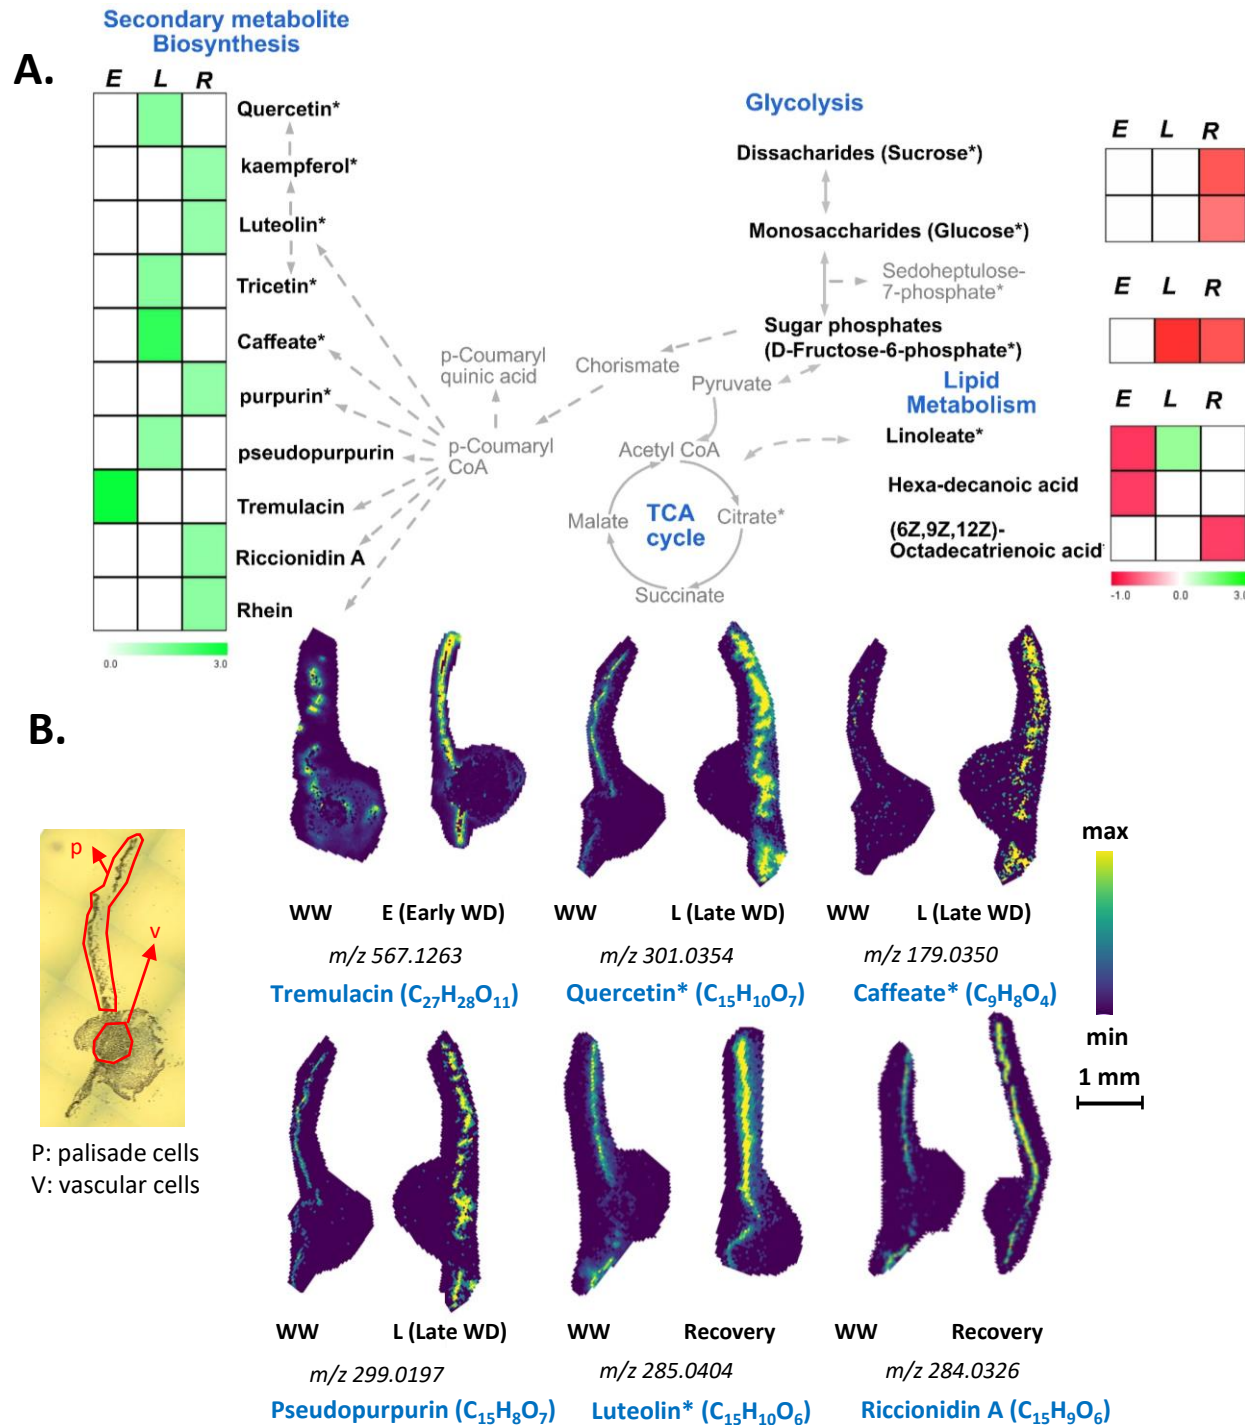 Secondary metabolite
Biosynthesis
A.
E L R
Quercetin*
kaempferol*
Luteolin*
Tricetin*
Caffeate*
purpurin*
pseudopurpurin
Tremulacin
Riccionidin A
Rhein
0.0 3.0
p-Coumaryl
quinic acid
Chorismate
p-Coumaryl
CoA
Glycolysis
Dissacharides (Sucrose*)
Monosaccharides (Glucose*)
Sedoheptulose-
7-phosphate*
Sugar phosphates
(D-Fructose-6-phosphate*)
Pyruvate
Acetyl CoA
Malate
TCA
cycle
Citrate*
Succinate
Lipid
Metabolism
Linoleate*
Hexa-decanoic acid
(6Z,9Z,12Z)-
Octadecatrienoic acid*
E L R
E L R
E L R
-1.0 0.0 3.0
B.
p
v
P: palisade cells
V: vascular cells
WW E (Early WD) WW L (Late WD) WW L (Late WD)
m/z 567.1263 m/z 301.0354 m/z 179.0350
Tremulacin (C27H28O11) Quercetin* (C15H10O7) Caffeate* (C9H8O4)
max
min
1 mm
WW L (Late WD) WW Recovery WW Recovery
m/z 299.0197 m/z 285.0404 m/z 284.0326
Pseudopurpurin (C15H8O7) Luteolin* (C15H10O6) Riccionidin A (C15H9O6)